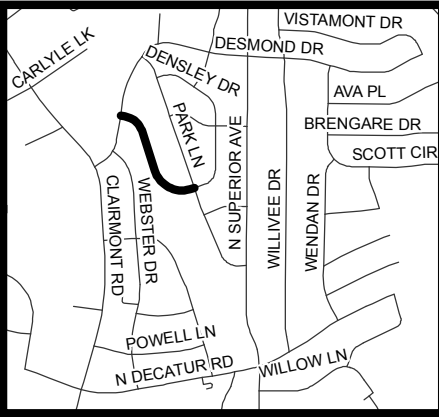 VISTAMONT DR
CARLYLE LK
DESMOND DR
DENSLEY DR
AVA PL
PARK LN
BRENGARE DR
N SUPERIOR AVE
SCOTT CIR
CLAIRMONT RD
WEBSTER DR
WILLIVEE DR
WENDAN DR
POWELL LN
N DECATUR RD
WILLOW LN